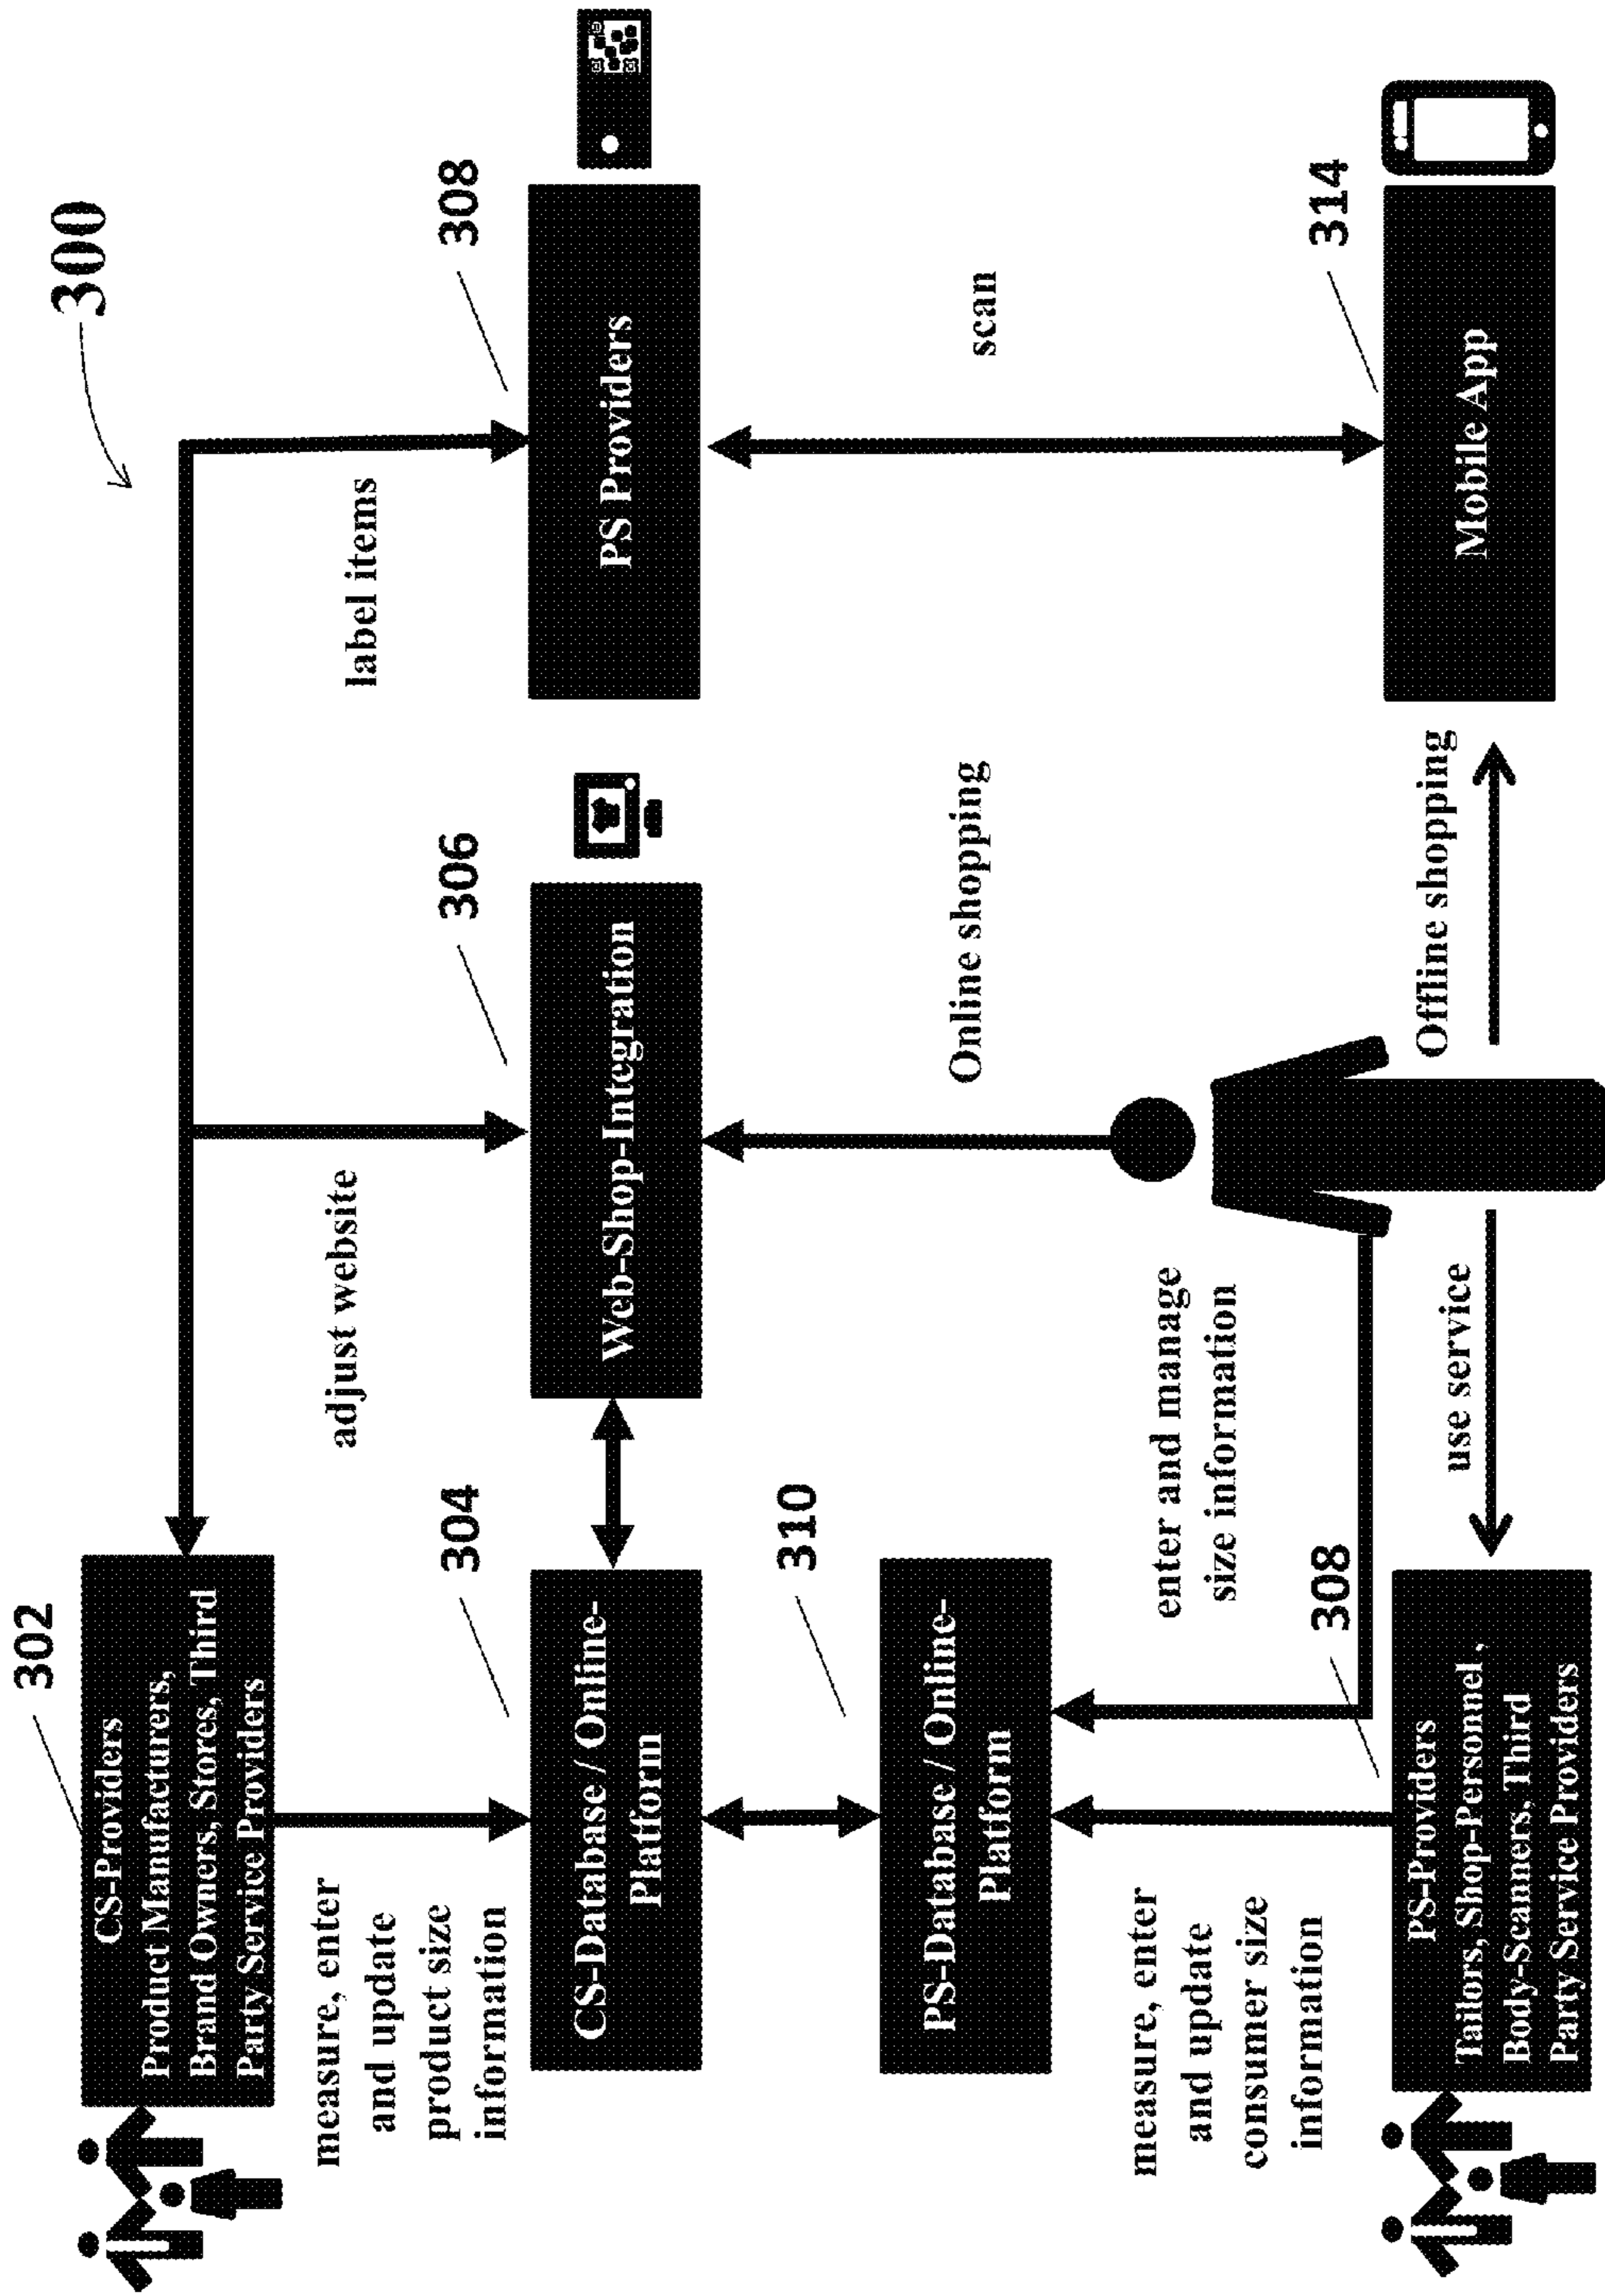 300
302
CS-Providers
Product Manufacturers,
Brand Owners, Stores, Third
Party Service Providers
adjust website
label items
measure, enter
and update
product size
information
304
CS-Database / Online-
Platform
306
Web-Shop-Integration
308
PS Providers
310
PS-Database / Online-
Platform
Online shopping
scan
measure, enter
and update
consumer size
information
enter and manage
size information
308
PS-Providers
Tailors, Shop-Personnel ,
Body-Scanners, Third
Party Service Providers
use service
Offline shopping
314
Mobile App